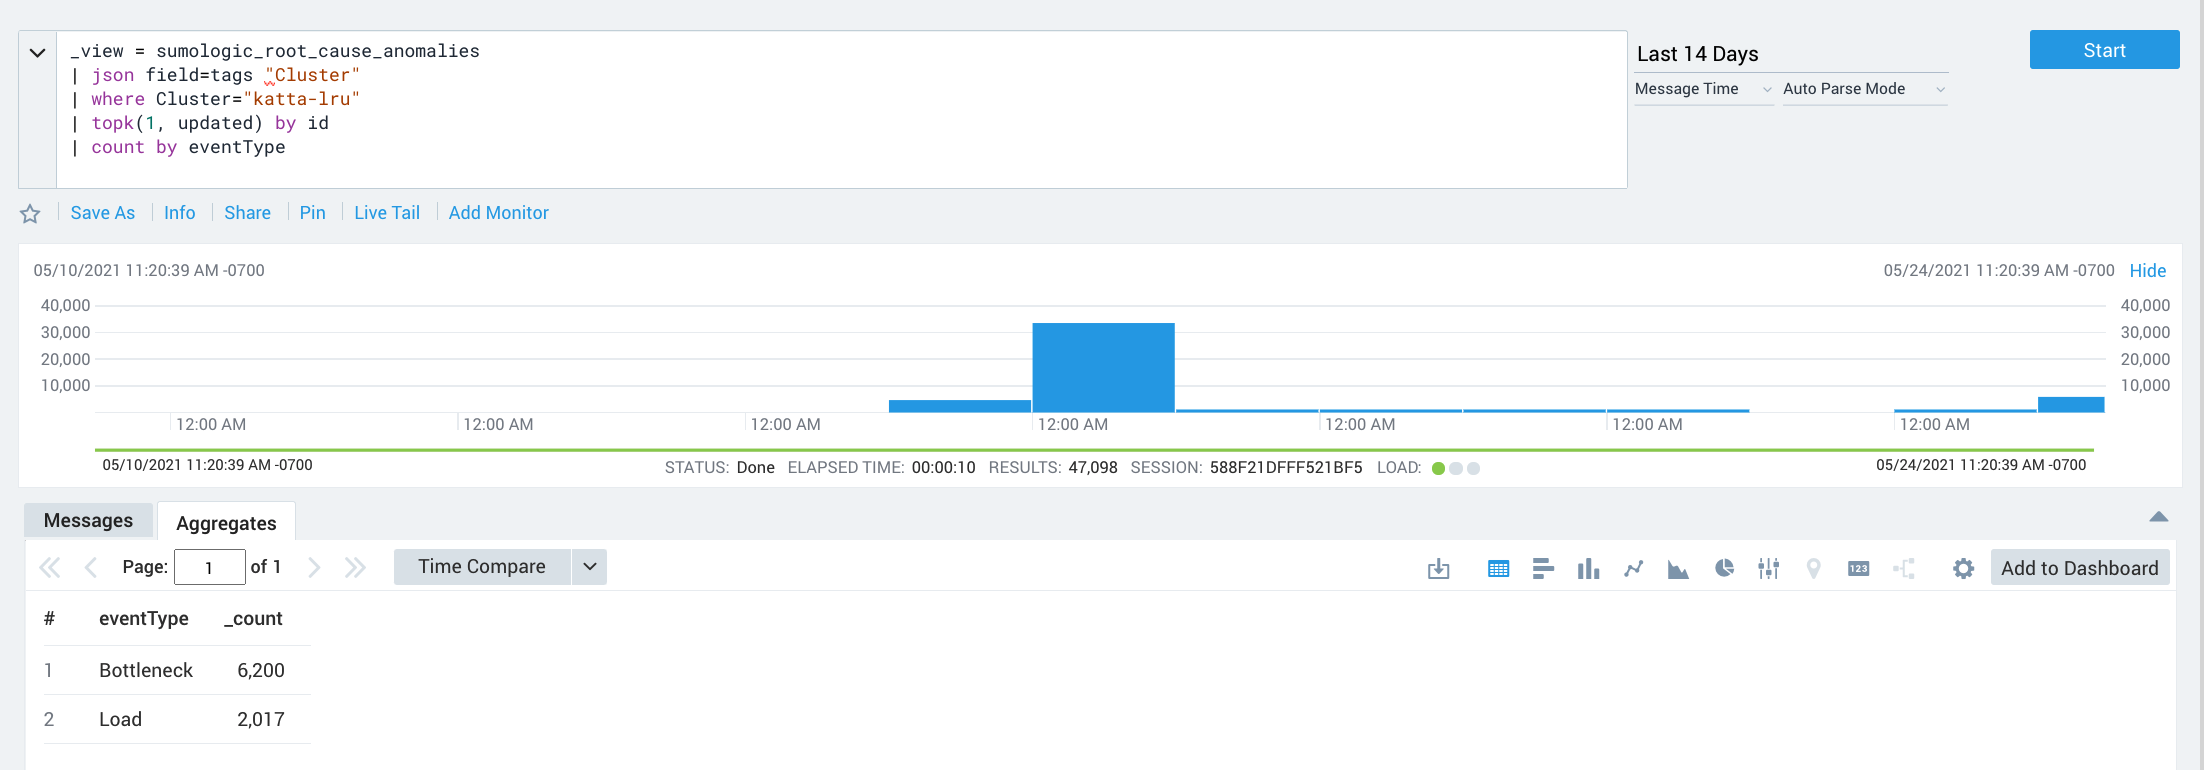 _view = sumologic_root_cause_anomalies
| json field=tags "Cluster"
| where Cluster="katta-lru"
| topk(1, updated) by id
| count by eventType
Last 14 Days
Start
Message Time
Auto Parse Mode
Save As Info Share Pin Live Tail Add Monitor
05/10/2021 11:20:39 AM -0700
05/24/2021 11:20:39 AM -0700 Hide
40,000 40,000
30,000 30,000
20,000 20,000
10,000 10,000
12:00 AM 12:00 AM 12:00 AM 12:00 AM 12:00 AM 12:00 AM 12:00 AM
05/10/2021 11:20:39 AM -0700
STATUS: Done ELAPSED TIME: 00:00:10 RESULTS: 47,098 SESSION: 588F21DFFF521BF5 LOAD:
05/24/2021 11:20:39 AM -0700
Messages Aggregates
Page: 1 of 1 Time Compare 123 Add to Dashboard
# eventType _count
1 Bottleneck 6,200
2 Load 2,017